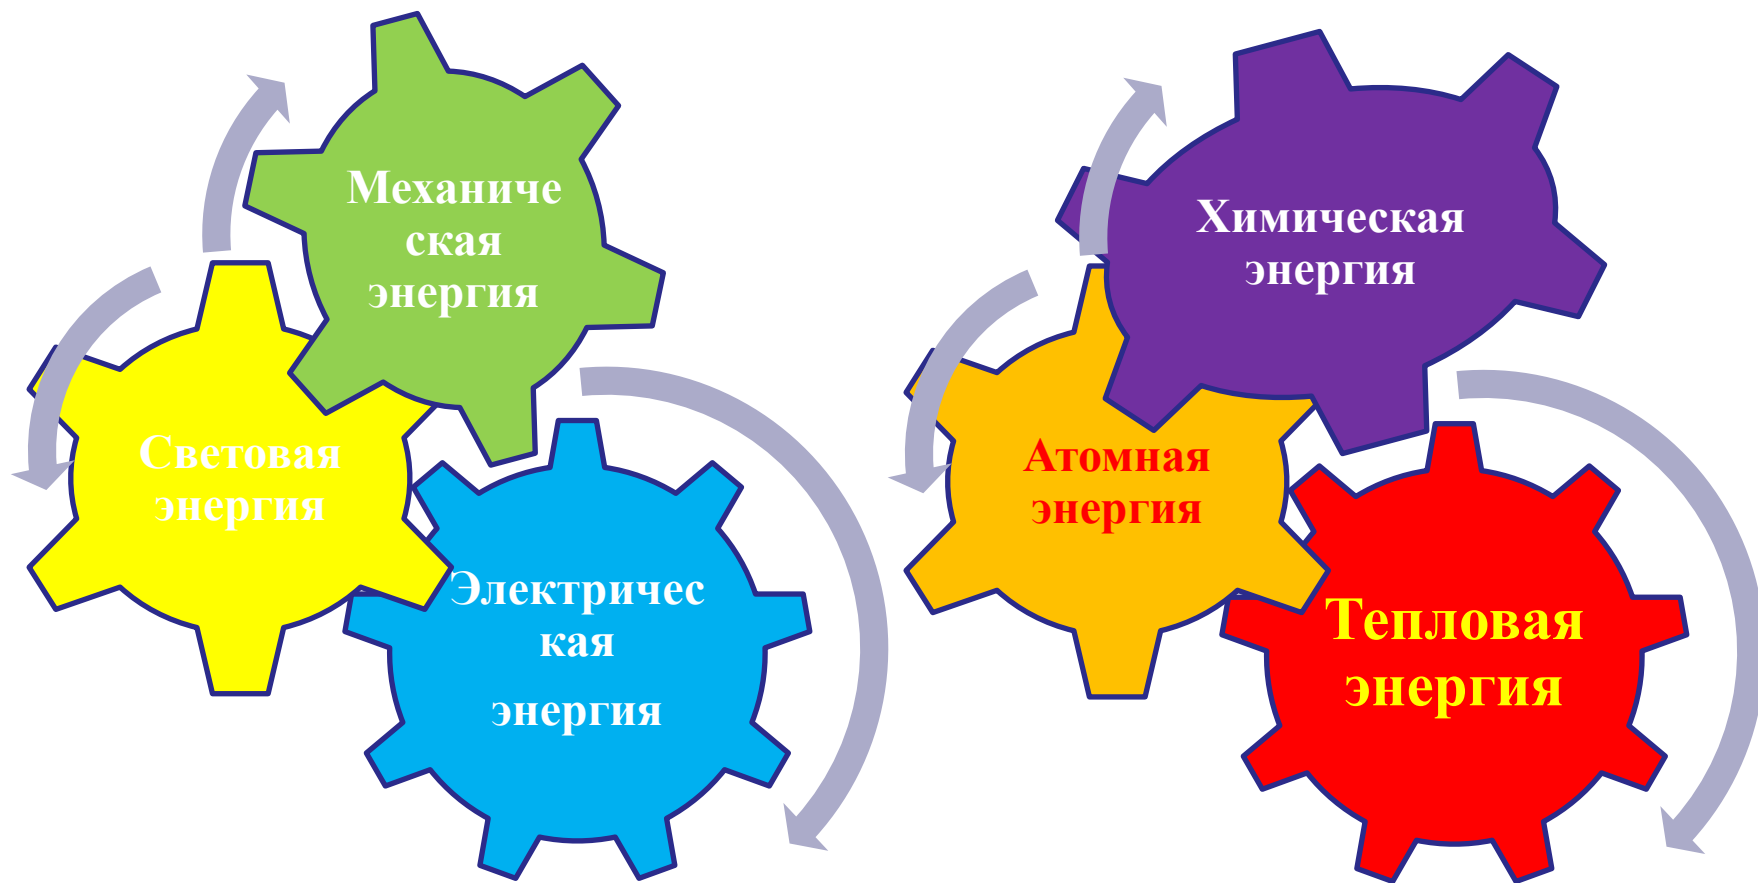 Механиче
ская
энергия
Световая
энергия
Электричес
кая
энергия
Химическая
энергия
Атомная
энергия
Тепловая
энергия